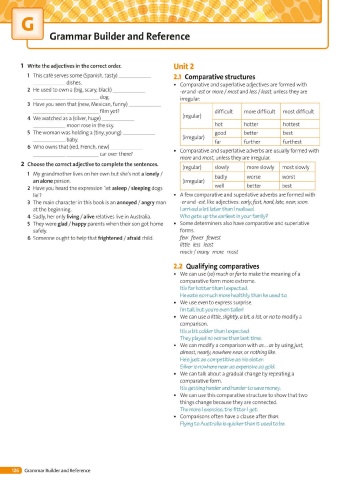 G
Grammar Builder and Reference
1 Write the adjectives in the correct order.
1 This café serves some (Spanish, tasty) ____________
____________ dishes.
2 He used to own a (big, scary, black) ____________
____________ dog.
3 Have you seen that (new, Mexican, funny) ____________
____________ film yet?
4 We watched as a (silver, huge) ____________
____________ moon rose in the sky.
5 The woman was holding a (tiny, young) ____________
____________ baby.
6 Who owns that (red, French, new) ____________
____________ car over there?
2 Choose the correct adjective to complete the sentences.
1 My grandmother lives on her own but she's not a lonely /
an alone person.
2 Have you heard the expression 'let asleep / sleeping dogs
lie'?
3 The main character in this book is an annoyed / angry man
at the beginning.
4 Sadly, her only living / alive relatives live in Australia.
5 They were glad / happy parents when their son got home
safely.
6 Someone ought to help that frightened / afraid child.
Unit 2
2.1 Comparative structures
• Comparative and superlative adjectives are formed with
-er and -est or more / most and less / least, unless they are
irregular.
(regular) difficult more difficult most difficult
hot hotter hottest
(irregular) good better best
far further furthest
• Comparative and superlative adverbs are usually formed with
more and most, unless they are irregular.
(regular) slowly more slowly most slowly
(irregular) badly worse worst
well better best
• A few comparative and superlative adverbs are formed with
-er and -est, like adjectives: early, fast, hard, late, near, soon.
I arrived a lot later than I realised.
Who gets up the earliest in your family?
• Some determiners also have comparative and superlative
forms.
few fewer fewest
little less least
much / many more most
2.2 Qualifying comparatives
• We can use (so) much or far to make the meaning of a
comparative form more extreme.
It's far hotter than I expected.
He eats so much more healthily than he used to.
• We use even to express surprise.
I'm tall, but you're even taller!
• We can use a little, slightly, a bit, a lot, or no to modify a
comparison.
It's a bit colder than I expected.
They played no worse than last time.
• We can modify a comparison with as … as by using just,
almost, nearly, nowhere near, or nothing like.
He's just as competitive as his sister.
Silver is nowhere near as expensive as gold.
• We can talk about a gradual change by repeating a
comparative form.
It's getting harder and harder to save money.
• We can use this comparative structure to show that two
things change because they are connected.
The more I exercise, the fitter I get.
• Comparisons often have a clause after than.
Flying to Australia is quicker than it used to be.
126 Grammar Builder and Reference